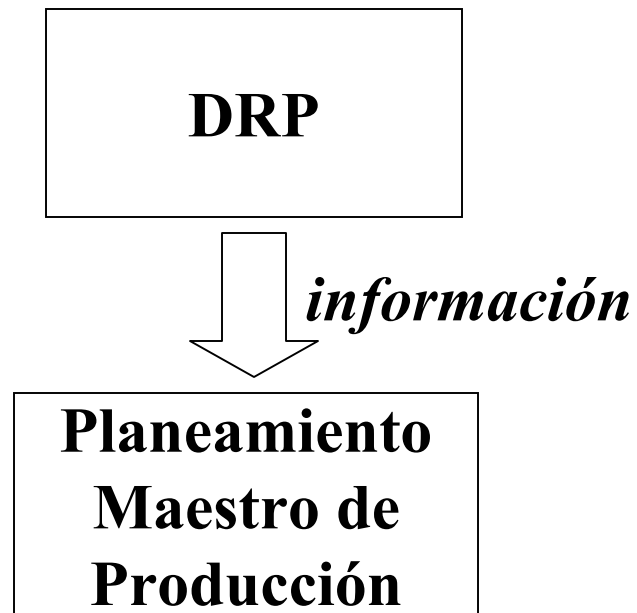 DRP
información
Planeamiento
Maestro de
Producción